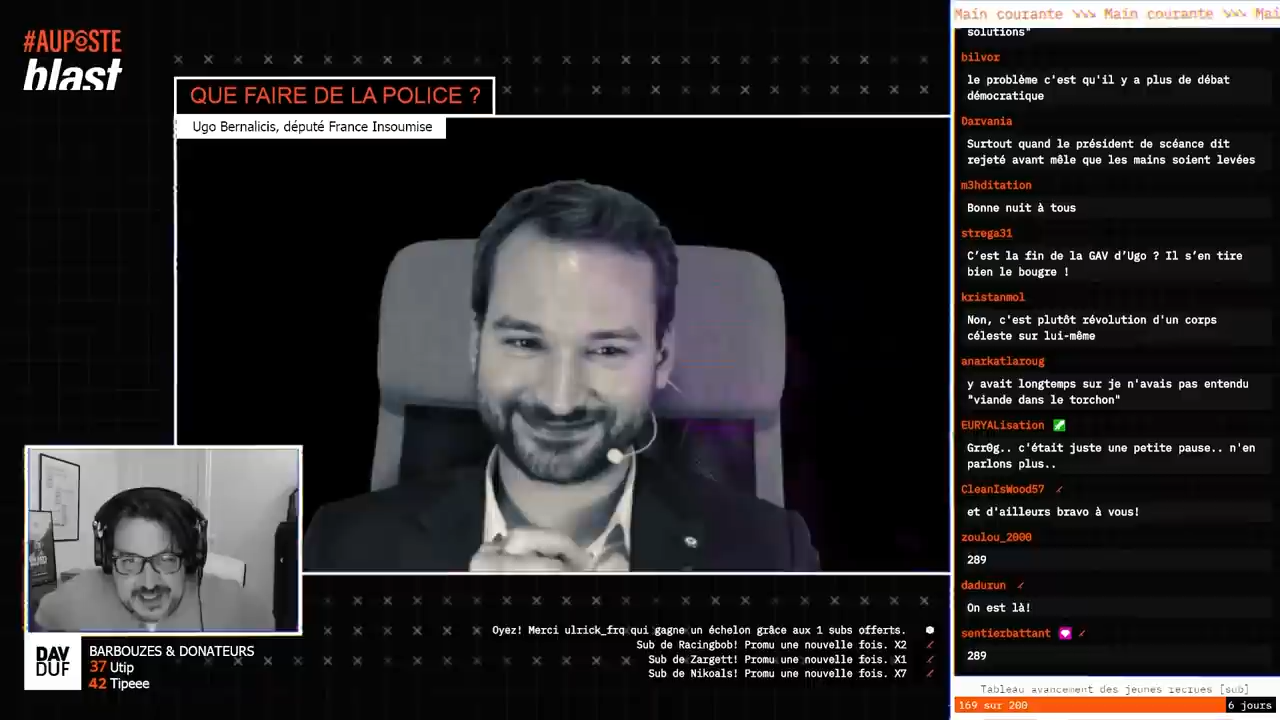 #AUPOSTE
blast
QUE FAIRE DE LA POLICE ?
Ugo Bernalicis, député France Insoumise
DAV
DUF
BARBOUZES & DONATEURS
37 Utip
42 Tipeee
Oyez! Merci ulrick_frq qui gagne un échelon grâce aux 1 subs offerts.
Sub de Racingbob! Promu une nouvelle fois. X2
Sub de Zargett! Promu une nouvelle fois. X1
Sub de Nikoals! Promu une nouvelle fois. X7
Main courante ↘↘↘ Main courante ↘↘↘ Mai
solutions"
bilvor
le problème c'est qu'il y a plus de débat
démocratique
Darvania
Surtout quand le président de scéance dit
rejeté avant mêle que les mains soient levées
m3hditation
Bonne nuit à tous
strega31
C’est la fin de la GAV d’Ugo ? Il s’en tire
bien le bougre !
kristanmol
Non, c'est plutôt révolution d'un corps
céleste sur lui-même
anarkatlaroug
y avait longtemps sur je n'avais pas entendu
"viande dans le torchon"
EURYALisation
Grr0g.. c'était juste une petite pause.. n'en
parlons plus..
CleanIsWood57
et d'ailleurs bravo à vous!
zoulou_2000
289
dadurun
On est là!
sentierbattant
289
Tableau avancement des jeunes recrues [sub]
169 sur 200
6 jours